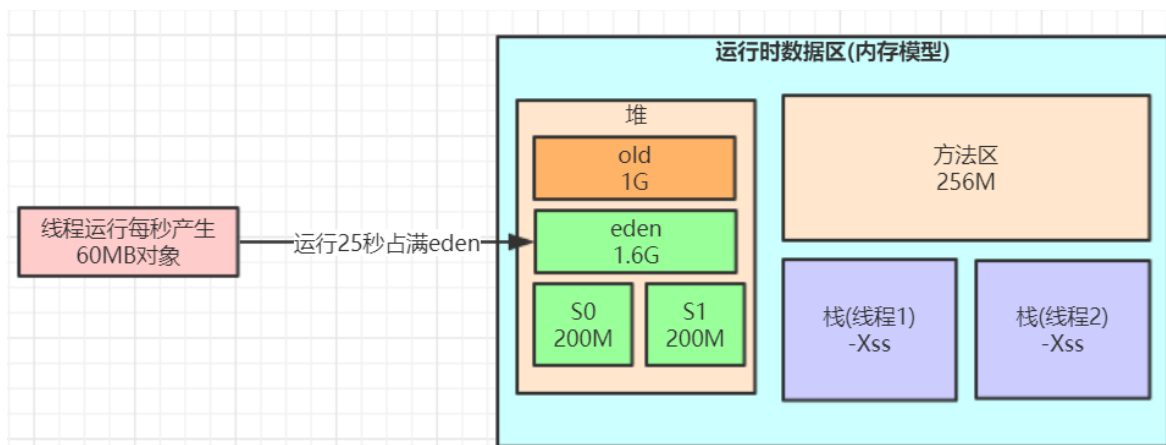 运行时数据区(内存模型)
堆
old
1G
方法区
256M
线程运行每秒产生
60MB对象
运行25秒占满eden
eden
1.6G
S0
200M
S1
200M
栈(线程1)
-Xss
栈(线程2)
-Xss